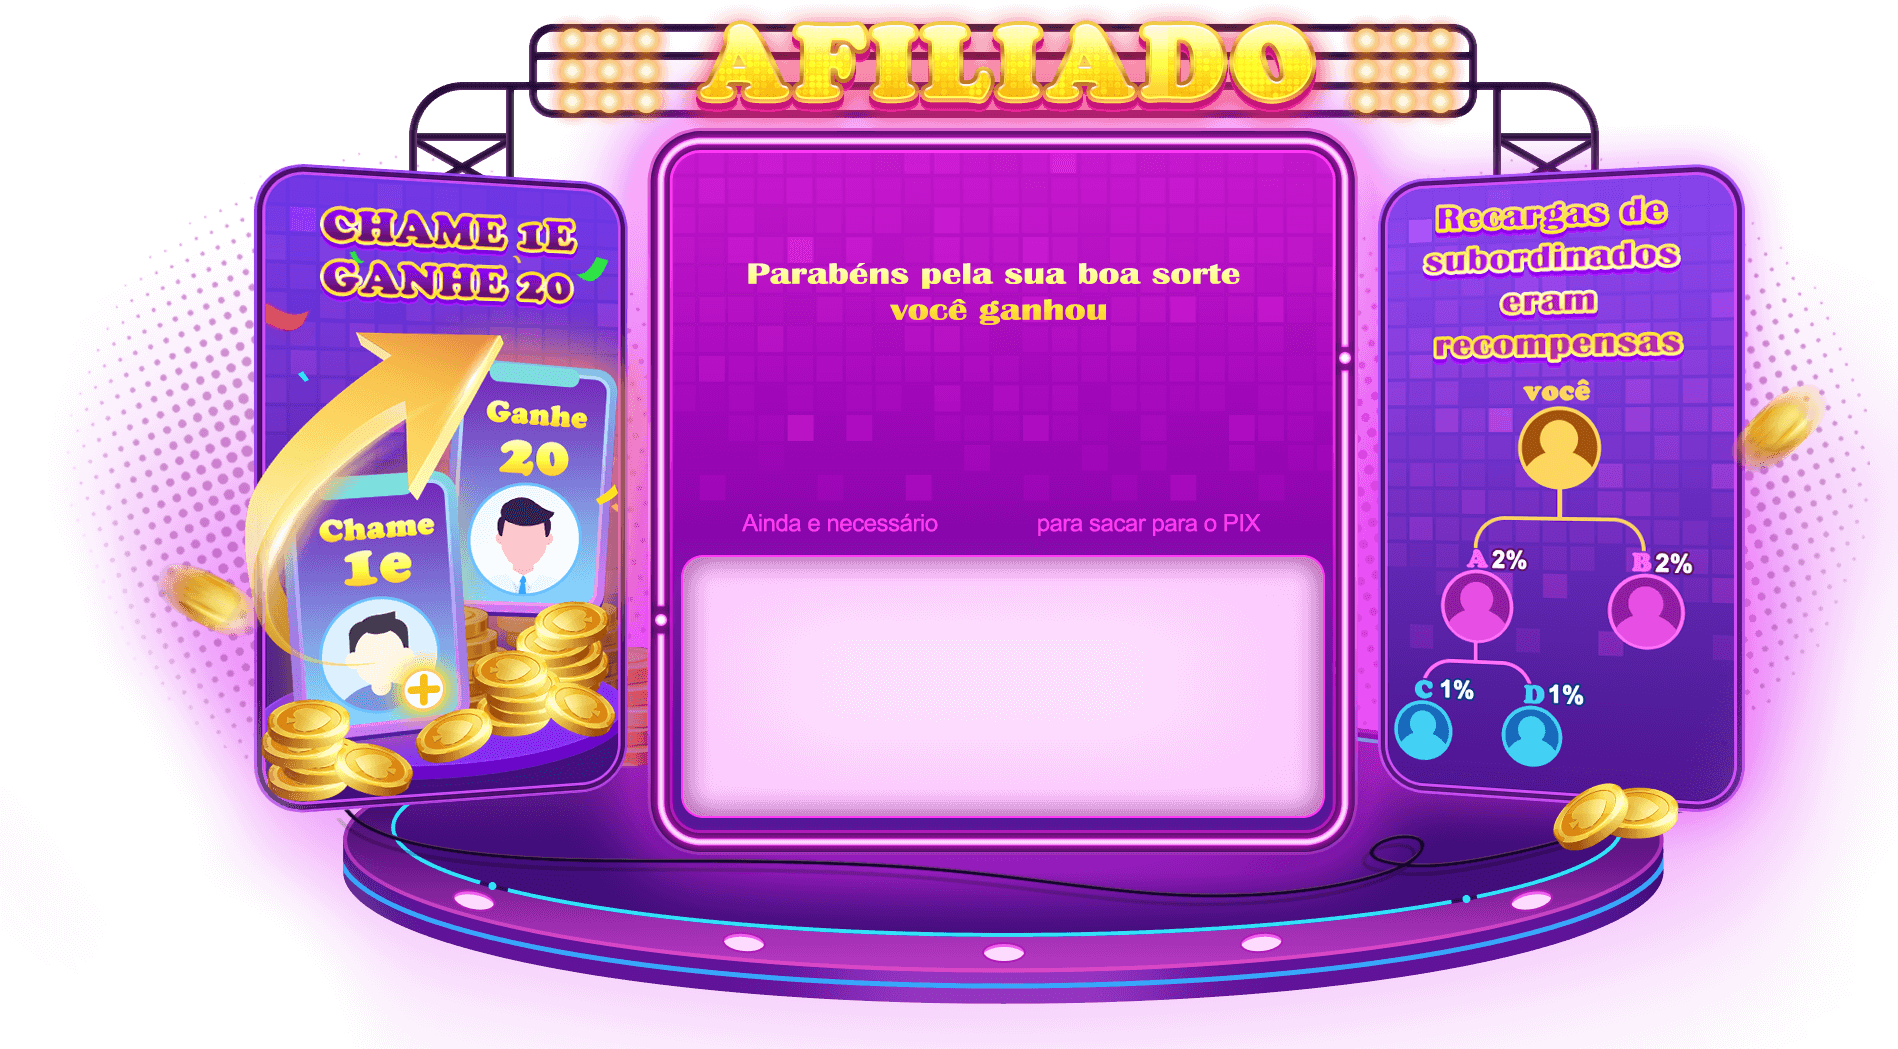 AFILIADO
CHAME 1E
GANHE 20
Ganhe
20
Chame
1e
Parabéns pela sua boa sorte
você ganhou
Ainda e necessário para sacar para o PIX
Recargas de
subordinados
eram
recompensas
você
A 2% B 2%
C 1% D 1%